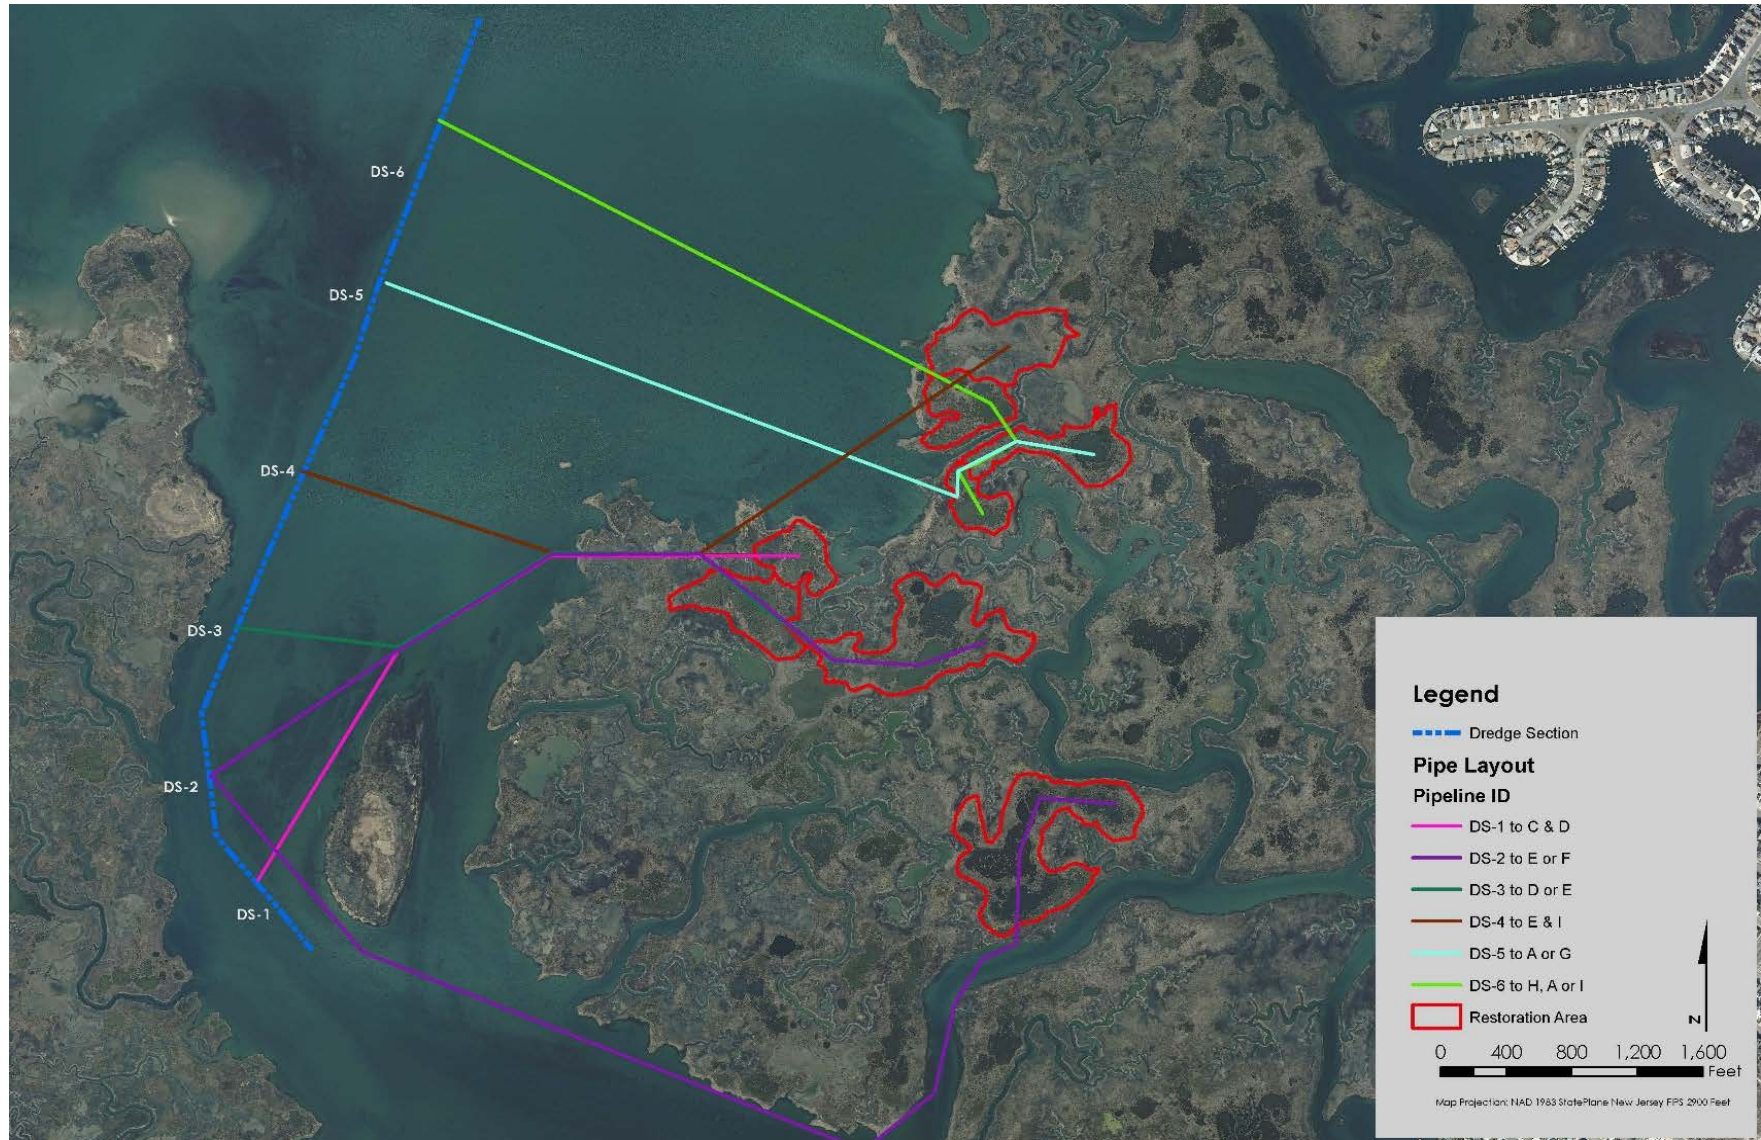 DS-6
DS-5
DS-4
DS-3
DS-2
DS-1
Legend
Dredge Section
Pipe Layout
Pipeline ID
DS-1 to C & D
DS-2 to E or F
DS-3 to D or E
DS-4 to E & I
DS-5 to A or G
DS-6 to H, A or I
Restoration Area
N
0 400 800 1,200 1,600
Feet
Map Projection: NAD 1983 StatePlane New Jersey FIPS 2900 Feet